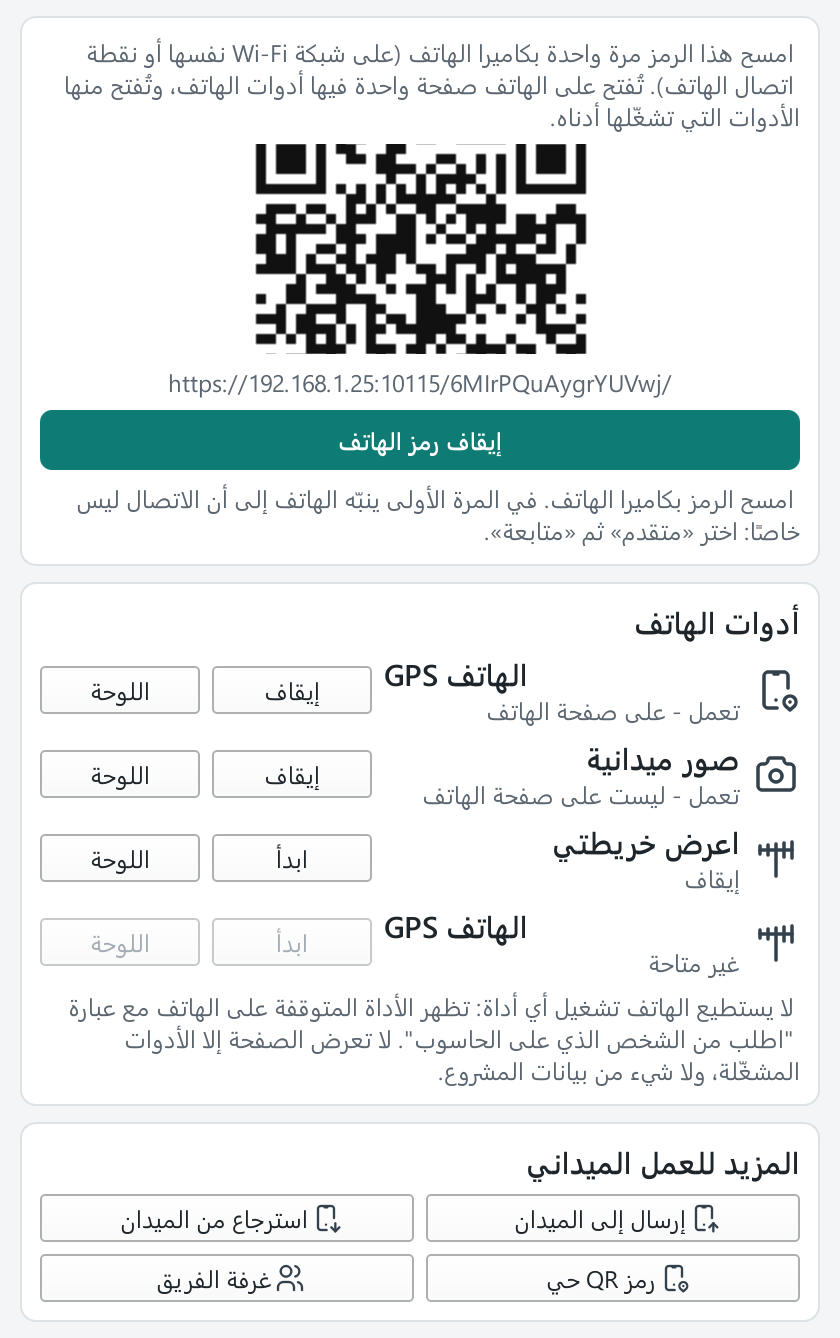 امسح هذا الرمز مرة واحدة بكاميرا الهاتف (على شبكة Wi-Fi نفسها أو نقطة
اتصال الهاتف). تُفتح على الهاتف صفحة واحدة فيها أدوات الهاتف، وتُفتح منها
الأدوات التي تشغّلها أدناه.
https://192.168.1.25:10115/6MIrPQuAygrYUVwj/
إيقاف رمز الهاتف
امسح الرمز بكاميرا الهاتف. في المرة الأولى ينبّه الهاتف إلى أن الاتصال ليس
خاصًا: اختر «متقدم» ثم «متابعة».
أدوات الهاتف
الهاتف GPS
تعمل - على صفحة الهاتف
إيقاف
اللوحة
صور ميدانية
تعمل - ليست على صفحة الهاتف
إيقاف
اللوحة
اعرض خريطتي
إيقاف
ابدأ
اللوحة
الهاتف GPS
غير متاحة
ابدأ
اللوحة
لا يستطيع الهاتف تشغيل أي أداة: تظهر الأداة المتوقفة على الهاتف مع عبارة
"اطلب من الشخص الذي على الحاسوب". لا تعرض الصفحة إلا الأدوات
المشغّلة، ولا شيء من بيانات المشروع.
المزيد للعمل الميداني
إرسال إلى الميدان
استرجاع من الميدان
رمز QR حي
غرفة الفريق